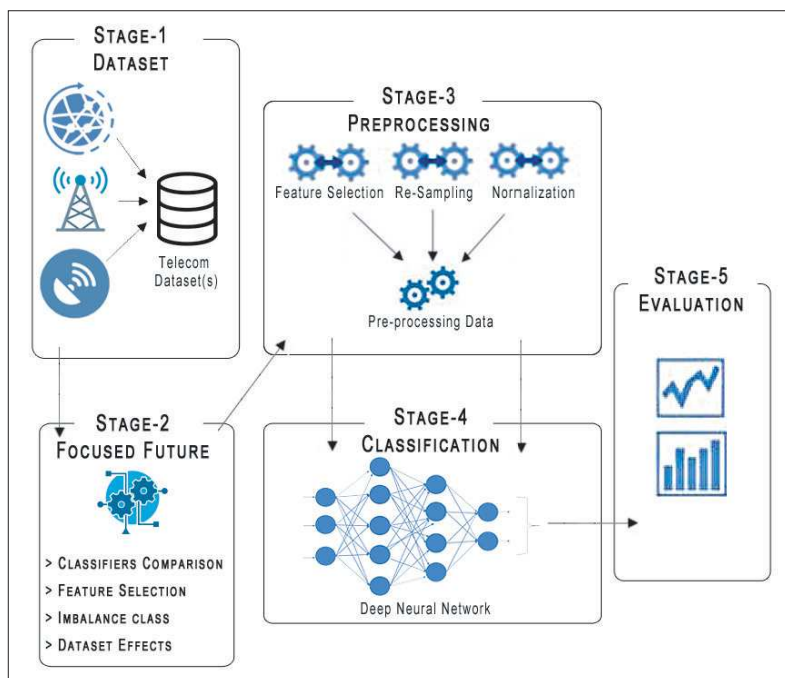 STAGE-1
DATASET
Telecom
Dataset(s)
STAGE-2
FOCUSED FUTURE
> CLASSIFIERS COMPARISON
> FEATURE SELECTION
> IMBALANCE CLASS
> DATASET EFFECTS
STAGE-3
PREPROCESSING
Feature Selection
Re-Sampling
Normalization
Pre-processing Data
STAGE-4
CLASSIFICATION
Deep Neural Network
STAGE-5
EVALUATION